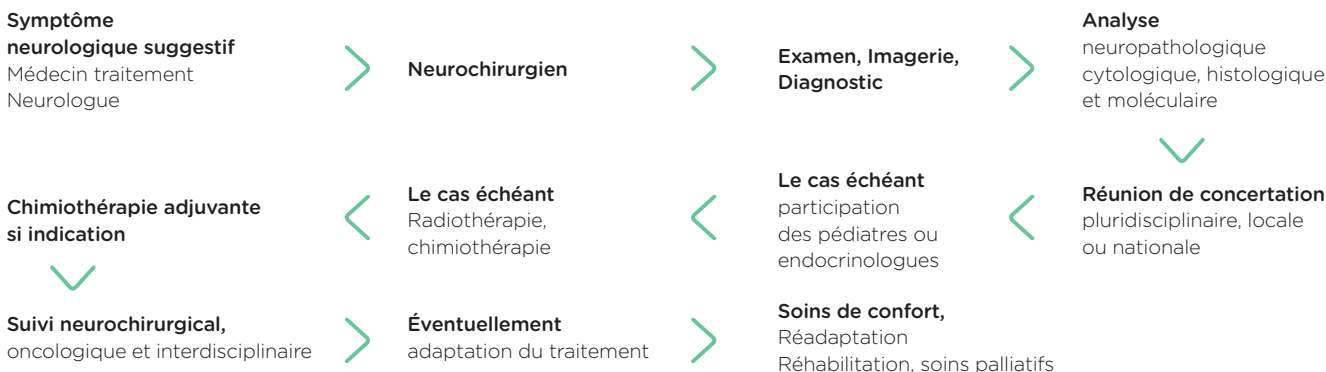 Symptôme
neurologique suggestif
Médecin traitement
Neurologue
Neurochirurgien
Examen, Imagerie,
Diagnostic
Analyse
neuropathologique
cytologique, histologique
et moléculaire
Réunion de concertation
pluridisciplinaire, locale
ou nationale
Le cas échéant
participation
des pédiatres ou
endocrinologues
Le cas échéant
Radiothérapie,
chimiothérapie
Chimiothérapie adjuvante
si indication
Suivi neurochirurgical,
oncologique et interdisciplinaire
Éventuellement
adaptation du traitement
Soins de confort,
Réadaptation
Réhabilitation, soins palliatifs